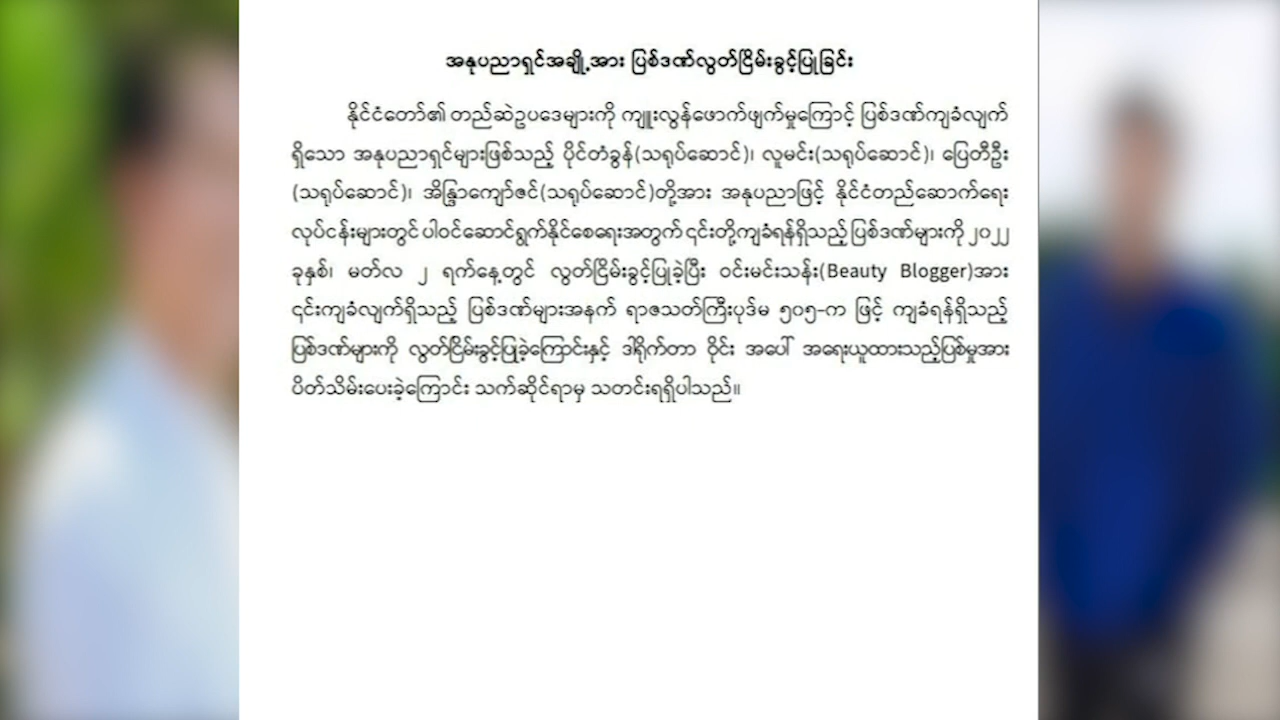 အနုပညာရှင်အချို့အား ပြစ်ဒဏ်လွတ်ငြိမ်းခွင့်ပြုခြင်း
နိုင်ငံတော်၏ တည်ဆဲဥပဒေများကို ကျူးလွန်ဖောက်ဖျက်မှုကြောင့် ပြစ်ဒဏ်ကျခံလျက်
ရှိသော အနုပညာရှင်များဖြစ်သည့် ပိုင်တံခွန်(သရုပ်ဆောင်)၊ လူမင်း(သရုပ်ဆောင်)၊ ပြေတီဦး
(သရုပ်ဆောင်)၊ အိန္ဒြာကျော်ဇင်(သရုပ်ဆောင်)တို့အား အနုပညာဖြင့် နိုင်ငံတည်ဆောက်ရေး
လုပ်ငန်းများတွင် ပါဝင်ဆောင်ရွက်နိုင်စေရေးအတွက် ၎င်းတို့ကျခံရန်ရှိသည့် ပြစ်ဒဏ်များကို ၂၀၂၂
ခုနှစ်၊ မတ်လ ၂ ရက်နေ့တွင် လွတ်ငြိမ်းခွင့်ပြုခဲ့ပြီး ဝင်းမင်းသန်း(Beauty Blogger)အား
၎င်းကျခံလျက်ရှိသည့် ပြစ်ဒဏ်များအနက် ရာဇသတ်ကြီးပုဒ်မ ၅၀၅-က ဖြင့် ကျခံရန်ရှိသည့်
ပြစ်ဒဏ်များကို လွတ်ငြိမ်းခွင့်ပြုခဲ့ကြောင်းနှင့် ဒါရိုက်တာ ဝိုင်း အပေါ် အရေးယူထားသည့်ပြစ်မှုအား
ပိတ်သိမ်းပေးခဲ့ကြောင်း သက်ဆိုင်ရာမှ သတင်းရရှိပါသည်။